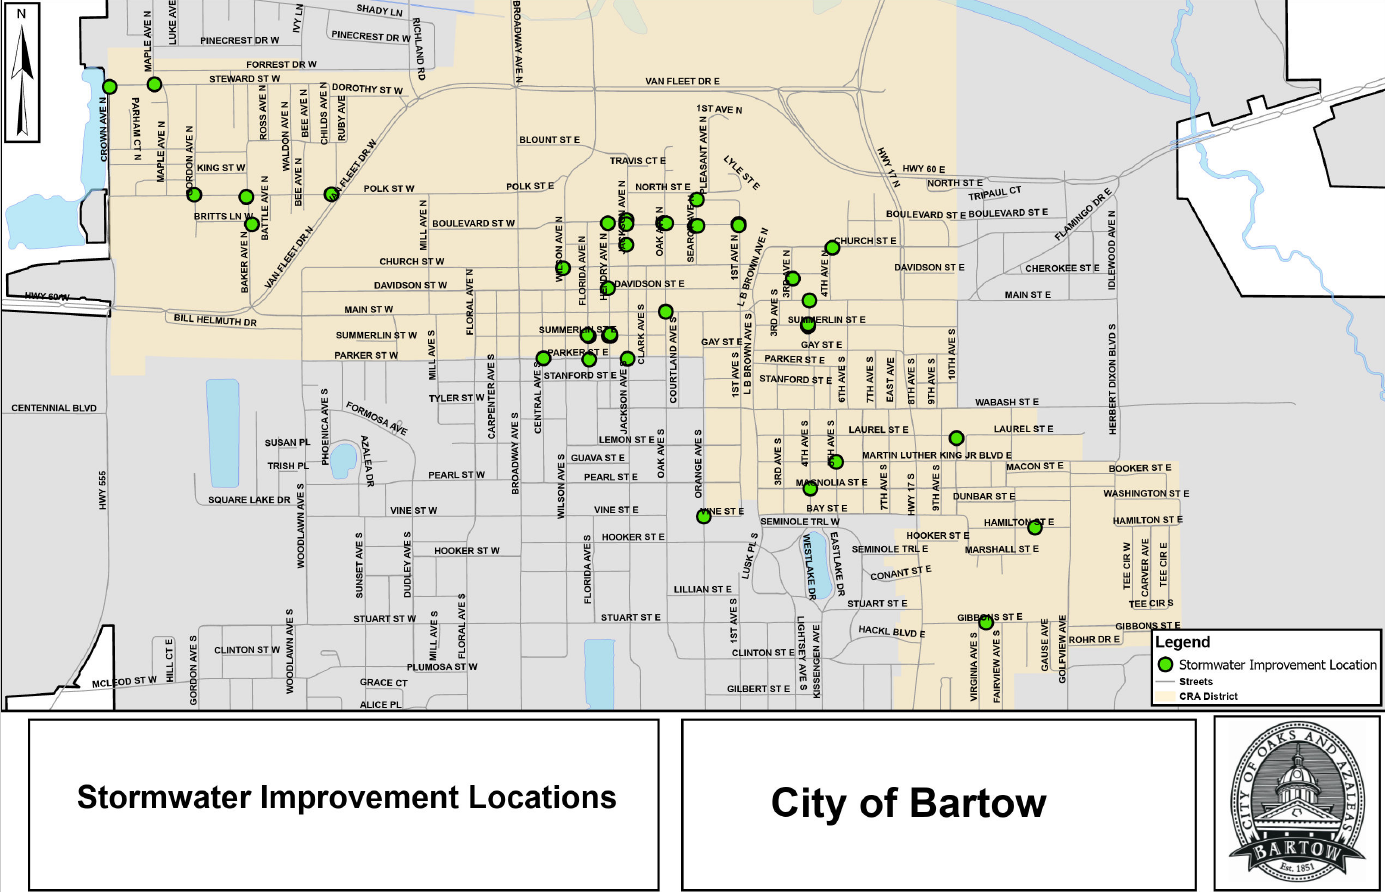 N
SHADY LN
IVY LN
LUKE AVE
MAPLE AVE N
PINECREST DR W
PINECREST DR W
RICHLAND RD
BROADWAY AVE N
FORREST DR W
STEWARD ST W
DOROTHY ST W
VAN FLEET DR E
1ST AVE N
CROWN AVE N
PARHAM CT N
MAPLE AVE N
GORDON AVE N
ROSS AVE N
WALDON AVE N
BEE AVE N
CHILDS AVE N
RUBY AVE
BLOUNT ST E
TRAVIS CT E
PLEASANT AVE N
LYLE ST E
HWY 17 N
HWY 60 E
KING ST W
BEE AVE N
VAN FLEET DR W
POLK ST W
POLK ST E
NORTH ST E
NORTH ST E
TRIPAUL CT
BRITTS LN W
BATTLE AVE N
MILL AVE N
BOULEVARD ST W
BOULEVARD ST E
BOULEVARD ST E
FLAMINGO DR E
IDLEWOOD AVE N
BAKER AVE N
VAN FLEET DR N
WILSON AVE N
FLORIDA AVE N
HENDRY AVE N
JACKSON AVE N
OAK AVE N
SEARCY AVE N
1ST AVE N
L B BROWN AVE N
3RD AVE N
4TH AVE N
CHURCH ST E
CHURCH ST W
DAVIDSON ST E
CHEROKEE ST E
DAVIDSON ST W
DAVIDSON ST E
MAIN ST E
HWY 60 W
BILL HELMUTH DR
MAIN ST W
FLORAL AVE N
SUMMERLIN ST W
SUMMERLIN ST E
SUMMERLIN ST E
3RD AVE S
CLARK AVE S
COURTLAND AVE S
GAY ST E
GAY ST E
L B BROWN AVE S
1ST AVE S
PARKER ST W
MILL AVE S
PARKER ST E
PARKER ST E
STANFORD ST E
STANFORD ST E
6TH AVE S
7TH AVE S
EAST AVE
8TH AVE S
9TH AVE S
10TH AVE S
HERBERT DIXON BLVD S
CENTENNIAL BLVD
TYLER ST W
CARPENTER AVE S
CENTRAL AVE S
JACKSON AVE S
WABASH ST E
PHOENICA AVE S
FORMOSA AVE
AZALEA DR
BROADWAY AVE S
LEMON ST E
OAK AVE S
ORANGE AVE S
3RD AVE S
4TH AVE S
5TH AVE S
LAUREL ST E
LAUREL ST E
MARTIN LUTHER KING JR BLVD E
SUSAN PL
TRISH PL
GUAVA ST E
PEARL ST W
PEARL ST E
WILSON AVE S
MAGNOLIA ST E
7TH AVE S
HWY 17 S
9TH AVE S
MACON ST E
BOOKER ST E
HWY 555
SQUARE LAKE DR
WOODLAWN AVE S
VINE ST W
VINE ST E
VINE ST E
BAY ST E
DUNBAR ST E
WASHINGTON ST E
SEMINOLE TRL W
HAMILTON ST E
HAMILTON ST E
SUNSET AVE S
DUDLEY AVE S
HOOKER ST W
HOOKER ST E
FLORIDA AVE S
LUSK PL S
WESTLAKE DR
EASTLAKE DR
HOOKER ST E
SEMINOLE TRL E
MARSHALL ST E
CONANT ST E
TEE CIR W
CARVER AVE
TEE CIR E
TEE CIR S
LILLIAN ST E
STUART ST W
STUART ST E
STUART ST E
1ST AVE S
MILL AVE S
FLORAL AVE S
WOODLAWN AVE S
HACKL BLVD E
GIBBONS ST E
GIBBONS ST E
ROHR DR E
GAUSE AVE
GOLFVIEW AVE
VIRGINIA AVE S
FAIRVIEW AVE S
LIGHTSEY AVE S
KISSENGEN AVE
HILL CT E
GORDON AVE S
CLINTON ST W
CLINTON ST E
PLUMOSA ST W
MCLEOD ST W
GRACE CT
ALICE PL
GILBERT ST E
Legend
Stormwater Improvement Location
Streets
CRA District
Stormwater Improvement Locations
City of Bartow
CITY OF OAKS AND AZALEAS
BARTOW
Est. 1851